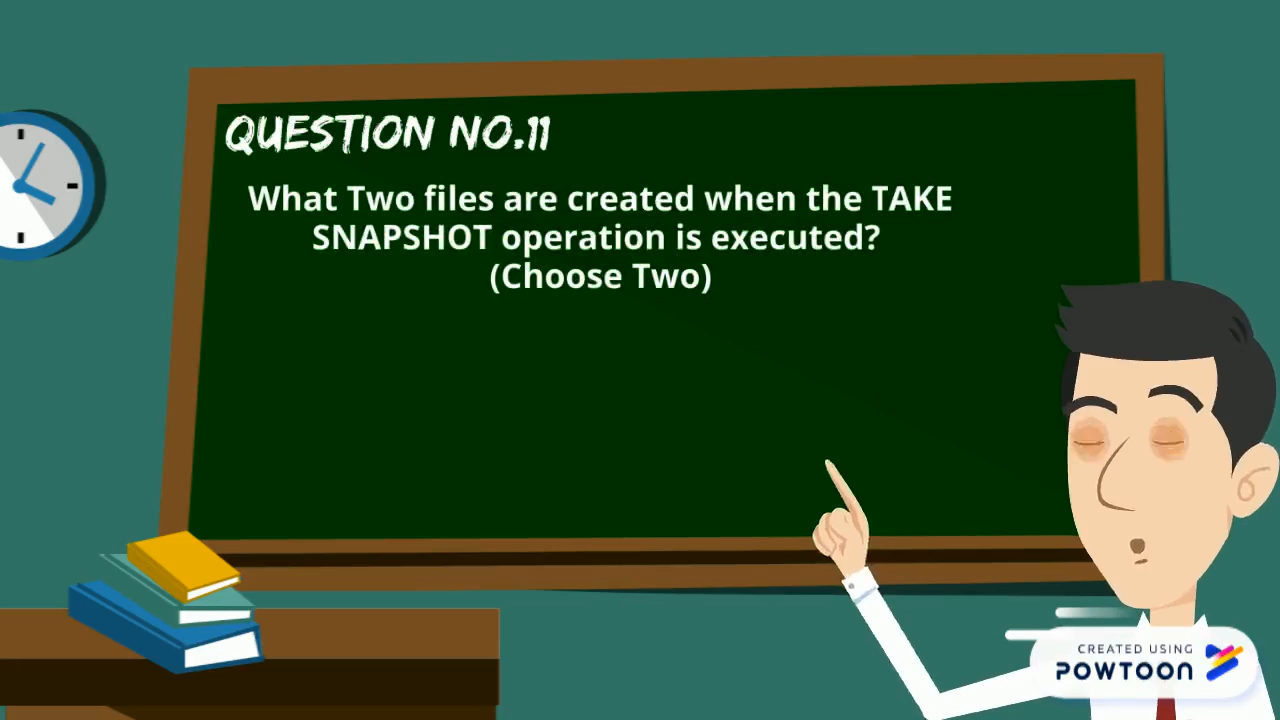 QUESTION NO.11
What Two files are created when the TAKE
SNAPSHOT operation is executed?
(Choose Two)
CREATED USING
POWTOON